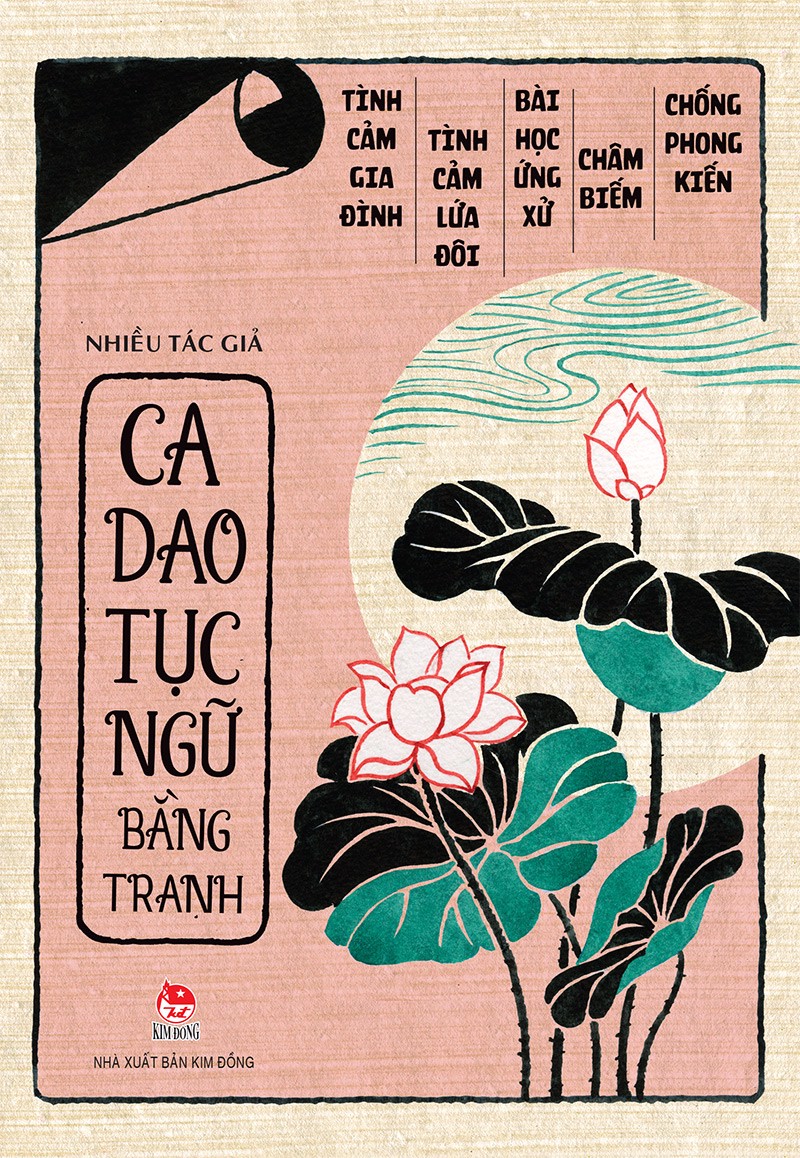 TÌNH
CẢM
GIA
ĐÌNH
TÌNH
CẢM
LỨA
ĐÔI
BÀI
HỌC
ỨNG
XỬ
CHÂM
BIẾM
CHỐNG
PHONG
KIẾN
NHIỀU TÁC GIẢ
CA
DAO
TỤC
NGỮ
BẰNG
TRANH
KIM ĐỒNG
NHÀ XUẤT BẢN KIM ĐỒNG